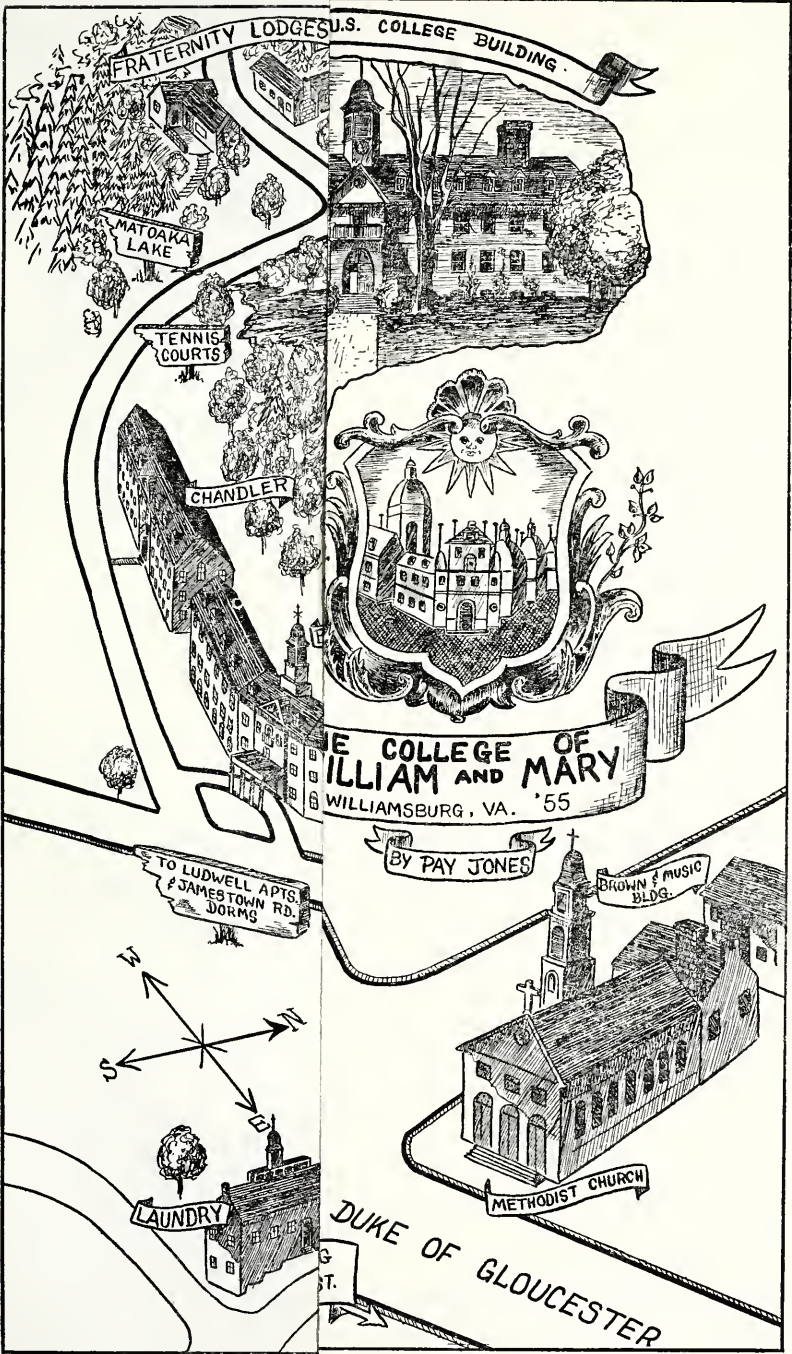 FRATERNITY LODGES
U.S. COLLEGE BUILDING.
MATOAKA
LAKE
TENNIS
COURTS
CHANDLER
E COLLEGE OF
ILLIAM AND MARY
WILLIAMSBURG, VA. '55
BY PAY JONES
TO LUDWELL APTS.
& JAMESTOWN RD.
DORMS
BROWN & MUSIC
BLDG.
W
N
S
E
METHODIST CHURCH
LAUNDRY
DUKE OF GLOUCESTER
G
ST.